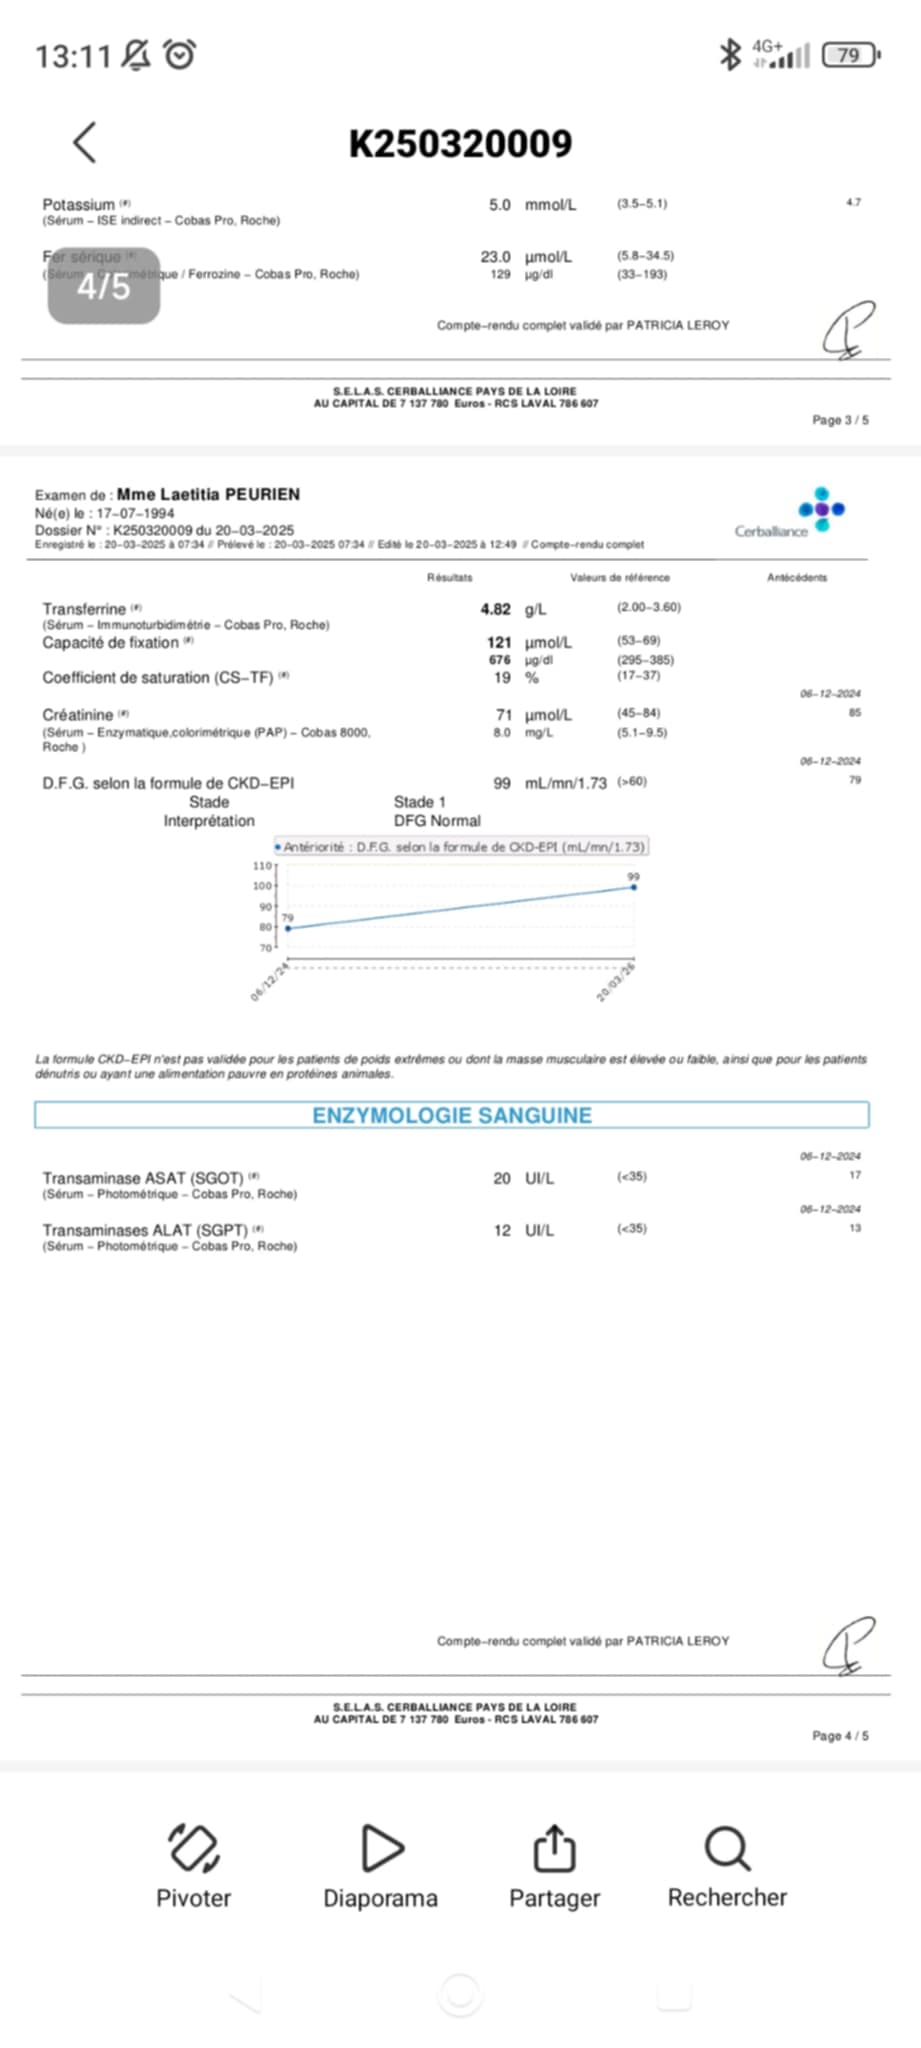 13:11
4G+
79
K250320009
Potassium (#) 5.0 mmol/L (3.5–5.1) 4.7
(Sérum – ISE indirect – Cobas Pro, Roche)
Fer sérique (#) 23.0 µmol/L (5.8–34.5)
(Sérum métrique / Ferrozine – Cobas Pro, Roche) 129 µg/dl (33–193)
4/5
Compte–rendu complet validé par PATRICIA LEROY
S.E.L.A.S. CERBALLIANCE PAYS DE LA LOIRE
AU CAPITAL DE 7 137 780 Euros - RCS LAVAL 786 607
Page 3 / 5
Examen de : Mme Laetitia PEURIEN
Né(e) le : 17–07–1994
Dossier N° : K250320009 du 20–03–2025
Enregistré le : 20–03–2025 à 07:34 // Prélevé le : 20–03–2025 07:34 // Edité le 20–03–2025 à 12:49 // Compte–rendu complet
Cerballiance
Résultats Valeurs de référence Antécédents
Transferrine (#) 4.82 g/L (2.00–3.60)
(Sérum – Immunoturbidimétrie – Cobas Pro, Roche)
Capacité de fixation (#) 121 µmol/L (53–69)
676 µg/dl (295–385)
Coefficient de saturation (CS–TF) (#) 19 % (17–37)
06–12–2024
Créatinine (#) 71 µmol/L (45–84) 85
(Sérum – Enzymatique,colorimétrique (PAP) – Cobas 8000, 8.0 mg/L (5.1–9.5)
Roche )
06–12–2024
D.F.G. selon la formule de CKD–EPI 99 mL/mn/1.73 (>60) 79
Stade Stade 1
Interprétation DFG Normal
Antériorité : D.F.G. selon la formule de CKD-EPI (mL/mn/1.73)
110
100
90
80
70
79
99
06/12/24
20/03/25
La formule CKD–EPI n'est pas validée pour les patients de poids extrêmes ou dont la masse musculaire est élevée ou faible, ainsi que pour les patients
dénutris ou ayant une alimentation pauvre en protéines animales.
ENZYMOLOGIE SANGUINE
06–12–2024
Transaminase ASAT (SGOT) (#) 20 UI/L (<35) 17
(Sérum – Photométrique – Cobas Pro, Roche)
06–12–2024
Transaminases ALAT (SGPT) (#) 12 UI/L (<35) 13
(Sérum – Photométrique – Cobas Pro, Roche)
Compte–rendu complet validé par PATRICIA LEROY
S.E.L.A.S. CERBALLIANCE PAYS DE LA LOIRE
AU CAPITAL DE 7 137 780 Euros - RCS LAVAL 786 607
Page 4 / 5
Pivoter
Diaporama
Partager
Rechercher